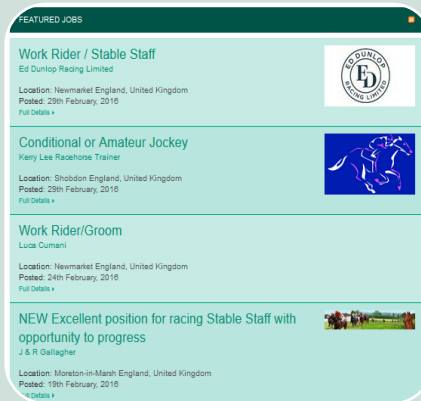 FEATURED JOBS
Work Rider / Stable Staff
Ed Dunlop Racing Limited
ED DUNLOP
ED
RACING LIMITED
Location: Newmarket England, United Kingdom
Posted: 29th February, 2016
Full Details
Conditional or Amateur Jockey
Kerry Lee Racehorse Trainer
Location: Shobdon England, United Kingdom
Posted: 29th February, 2016
Full Details
Work Rider/Groom
Luca Cumani
Location: Newmarket England, United Kingdom
Posted: 24th February, 2016
Full Details
NEW Excellent position for racing Stable Staff with
opportunity to progress
J & R Gallagher
Location: Moreton-in-Marsh England, United Kingdom
Posted: 19th February, 2016
Full Details